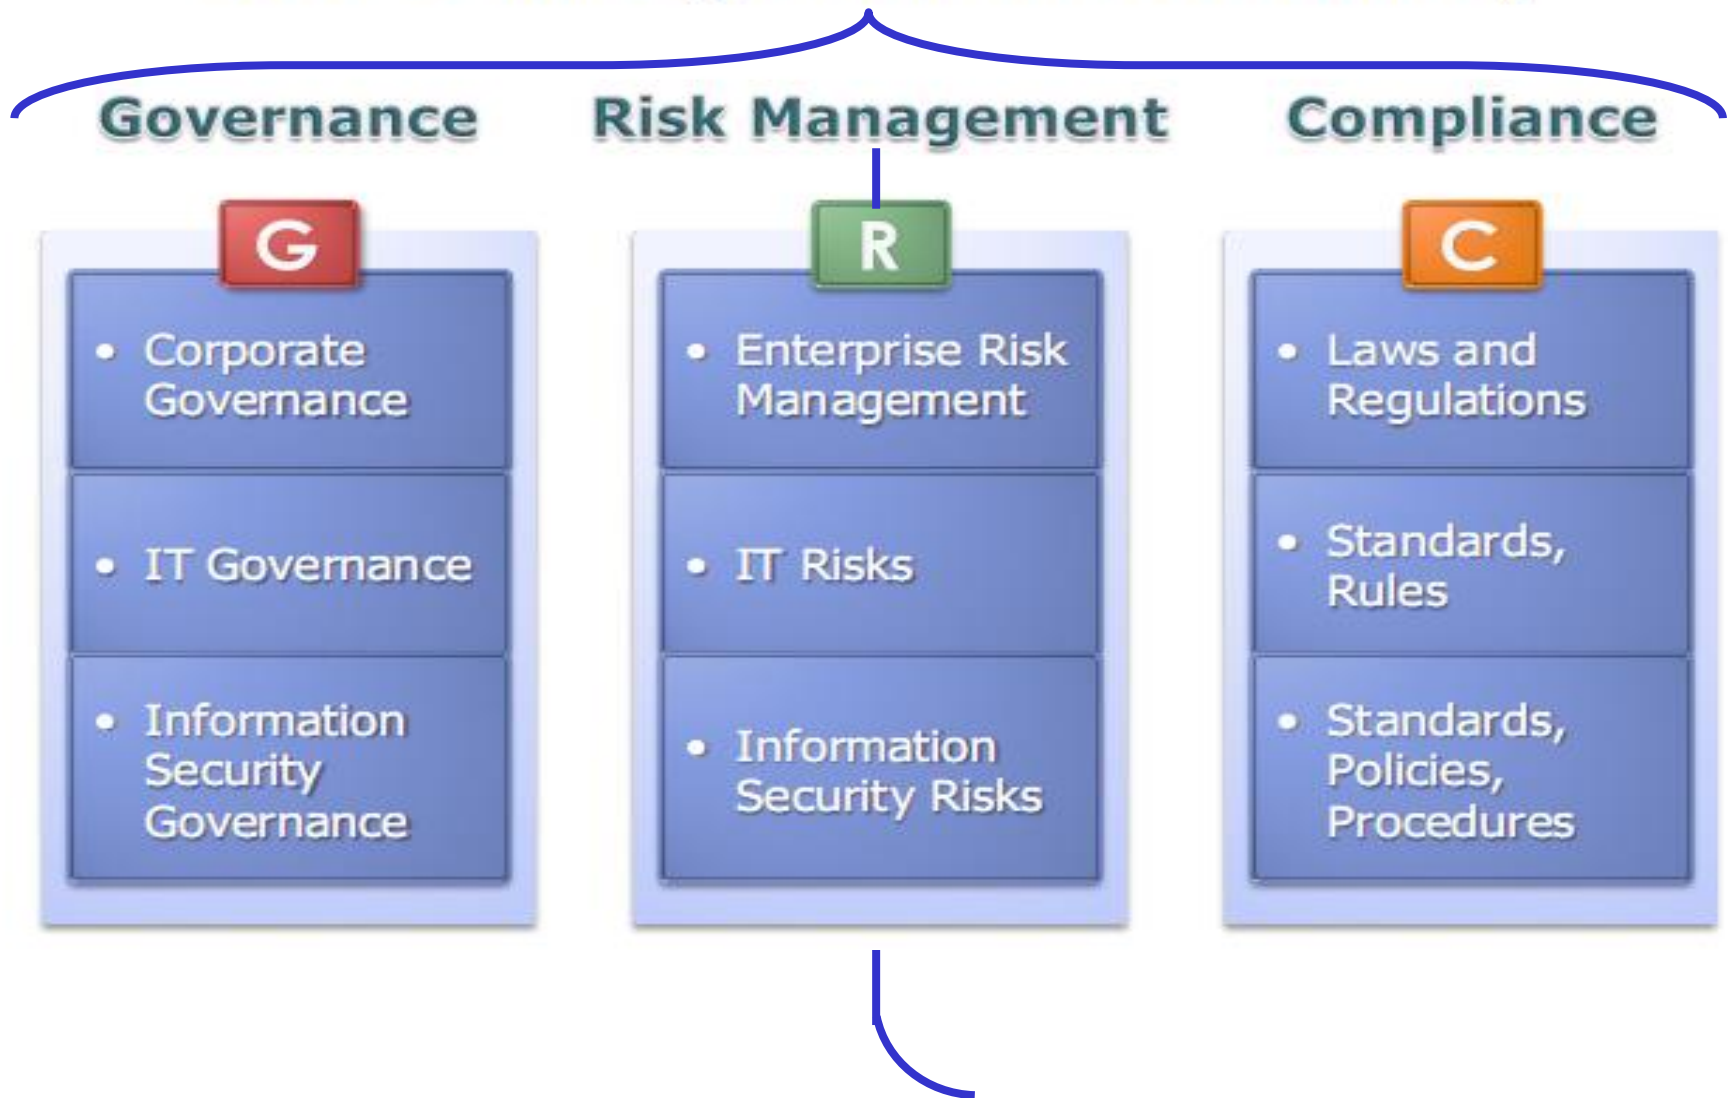 Governance
Risk Management
Compliance
G
• Corporate
Governance
• IT Governance
• Information
Security
Governance
R
• Enterprise Risk
Management
• IT Risks
• Information
Security Risks
C
• Laws and
Regulations
• Standards,
Rules
• Standards,
Policies,
Procedures